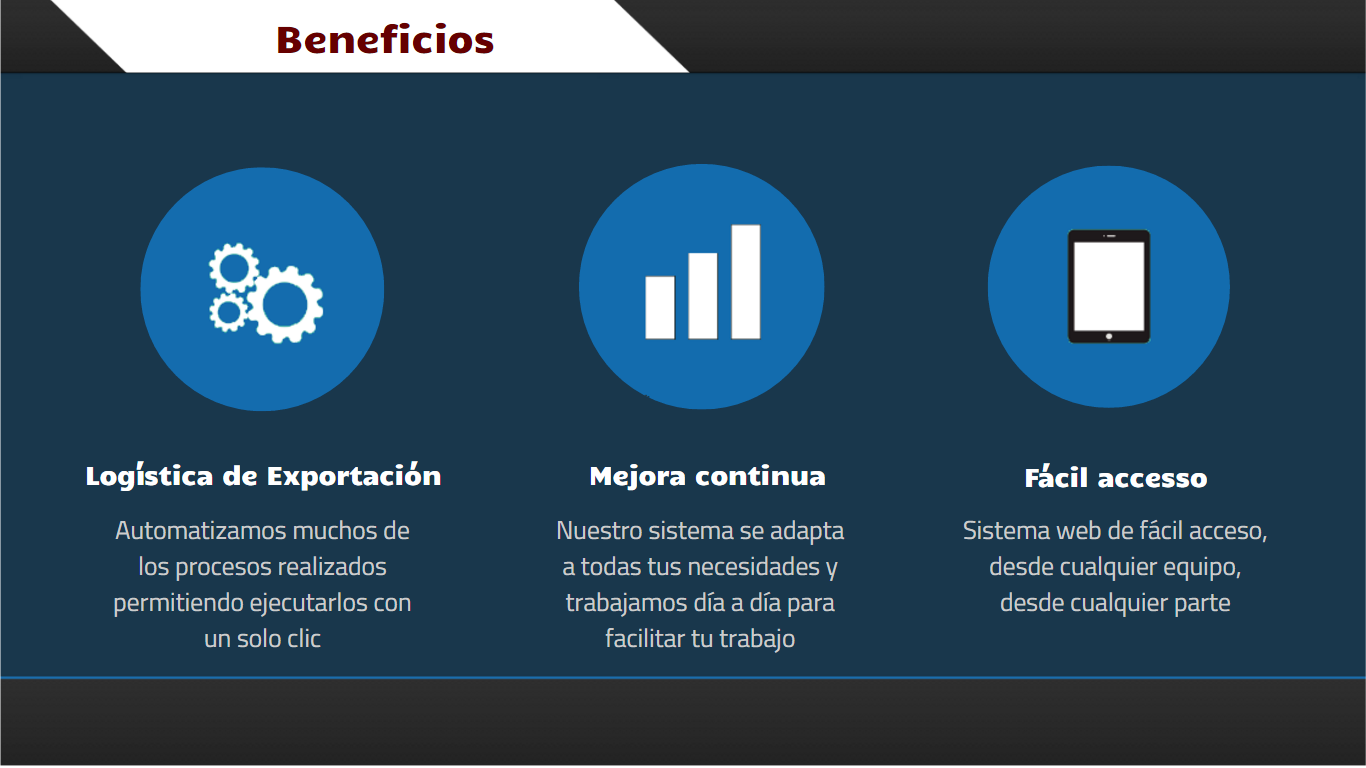 Beneficios
Logística de Exportación
Automatizamos muchos de
los procesos realizados
permitiendo ejecutarlos con
un solo clic
Mejora continua
Nuestro sistema se adapta
a todas tus necesidades y
trabajamos día a día para
facilitar tu trabajo
Fácil accesso
Sistema web de fácil acceso,
desde cualquier equipo,
desde cualquier parte